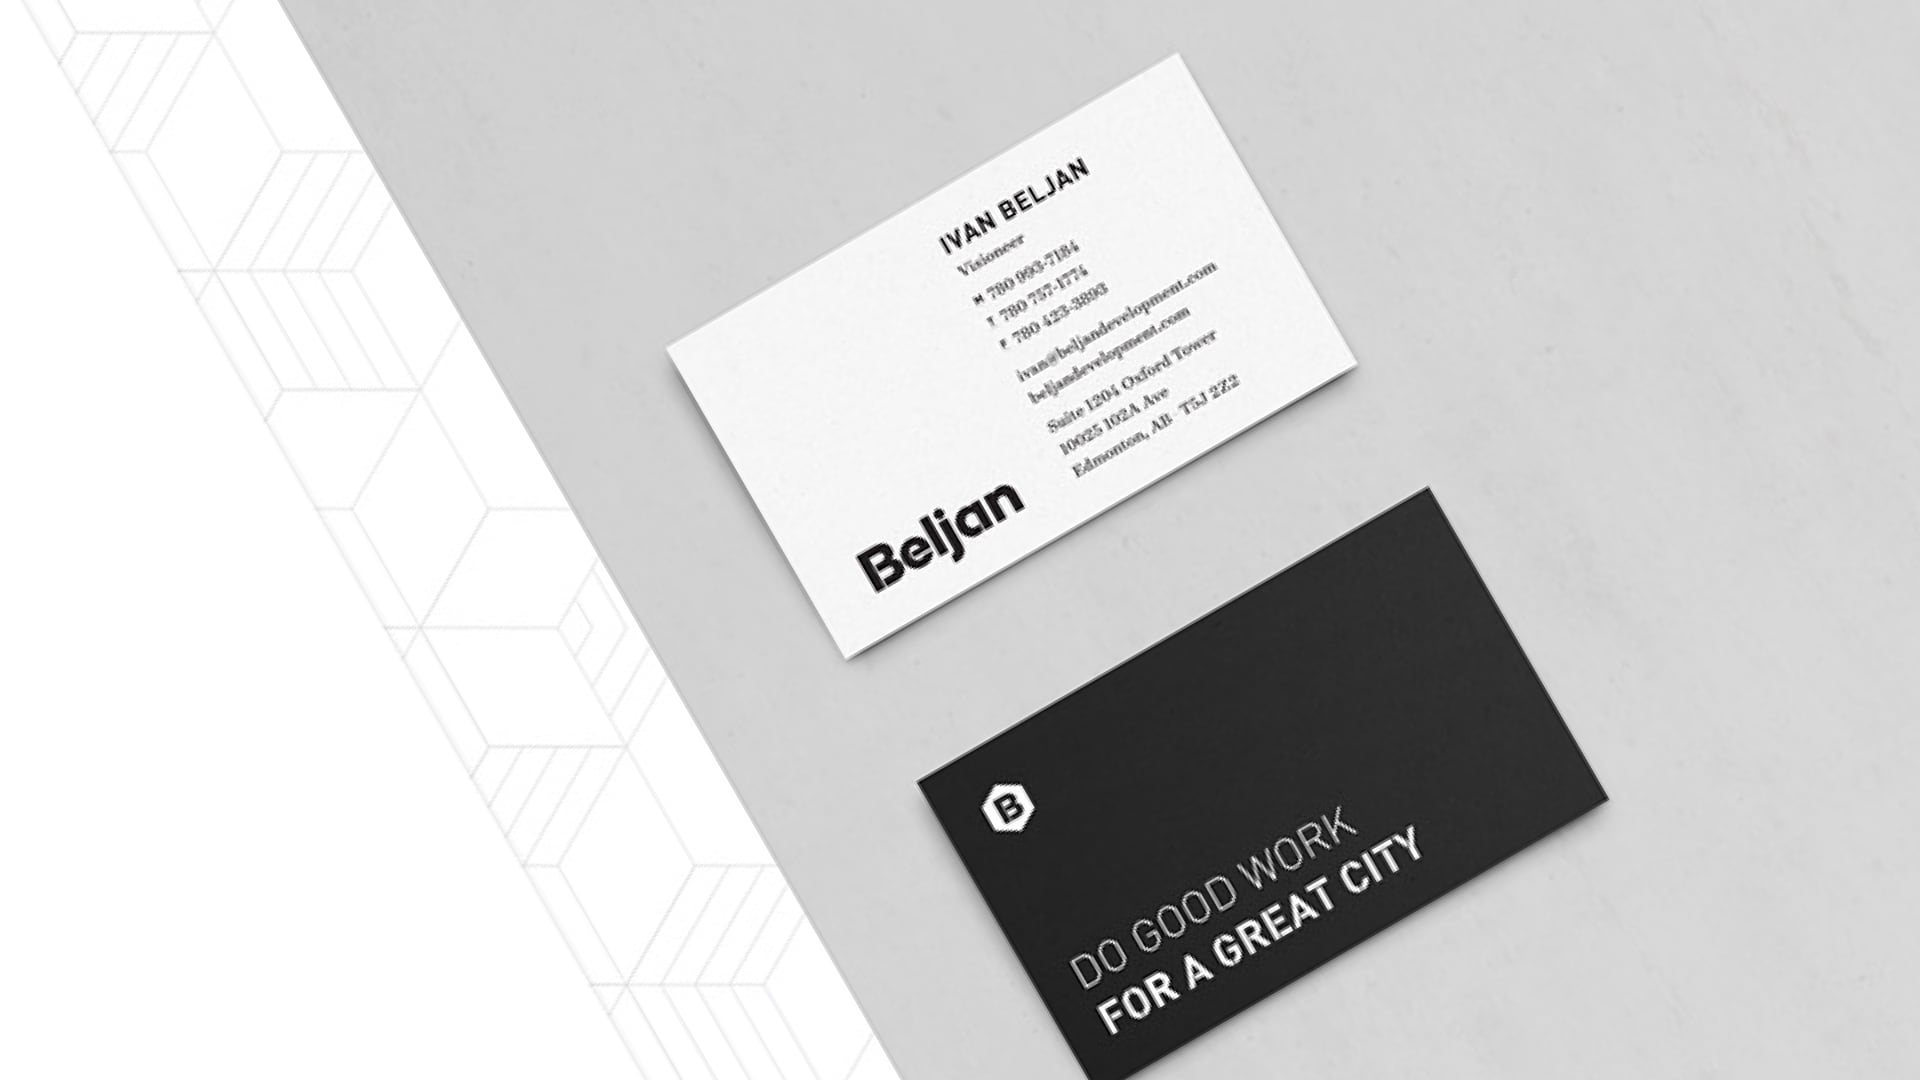 IVAN BELJAN
Visioneer
M 780 993-7184
T 780 757-1774
F 780 423-3893
ivan@beljandevelopment.com
beljandevelopment.com
Suite 1204 Oxford Tower
10025 102A Ave
Edmonton, AB T5J 2Z2
Beljan
B
DO GOOD WORK
FOR A GREAT CITY